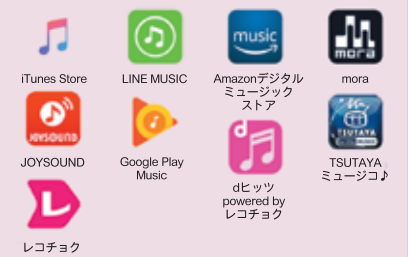 music
mora
iTunes Store
LINE MUSIC
Amazonデジタル
ミュージック
ストア
mora
JOYSOUND
d
TSUTAYA
MUSIC
JOYSOUND
Google Play
Music
TSUTAYA
ミュージコ♪
dヒッツ
powered by
レコチョク
レコチョク